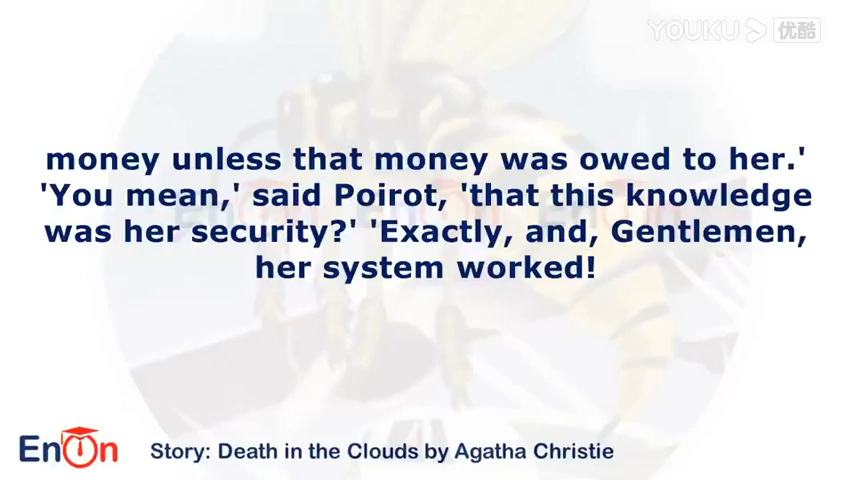 YOUKU 优酷
money unless that money was owed to her.'
'You mean,' said Poirot, 'that this knowledge
was her security?' 'Exactly, and, Gentlemen,
her system worked!
EnOn
Story: Death in the Clouds by Agatha Christie